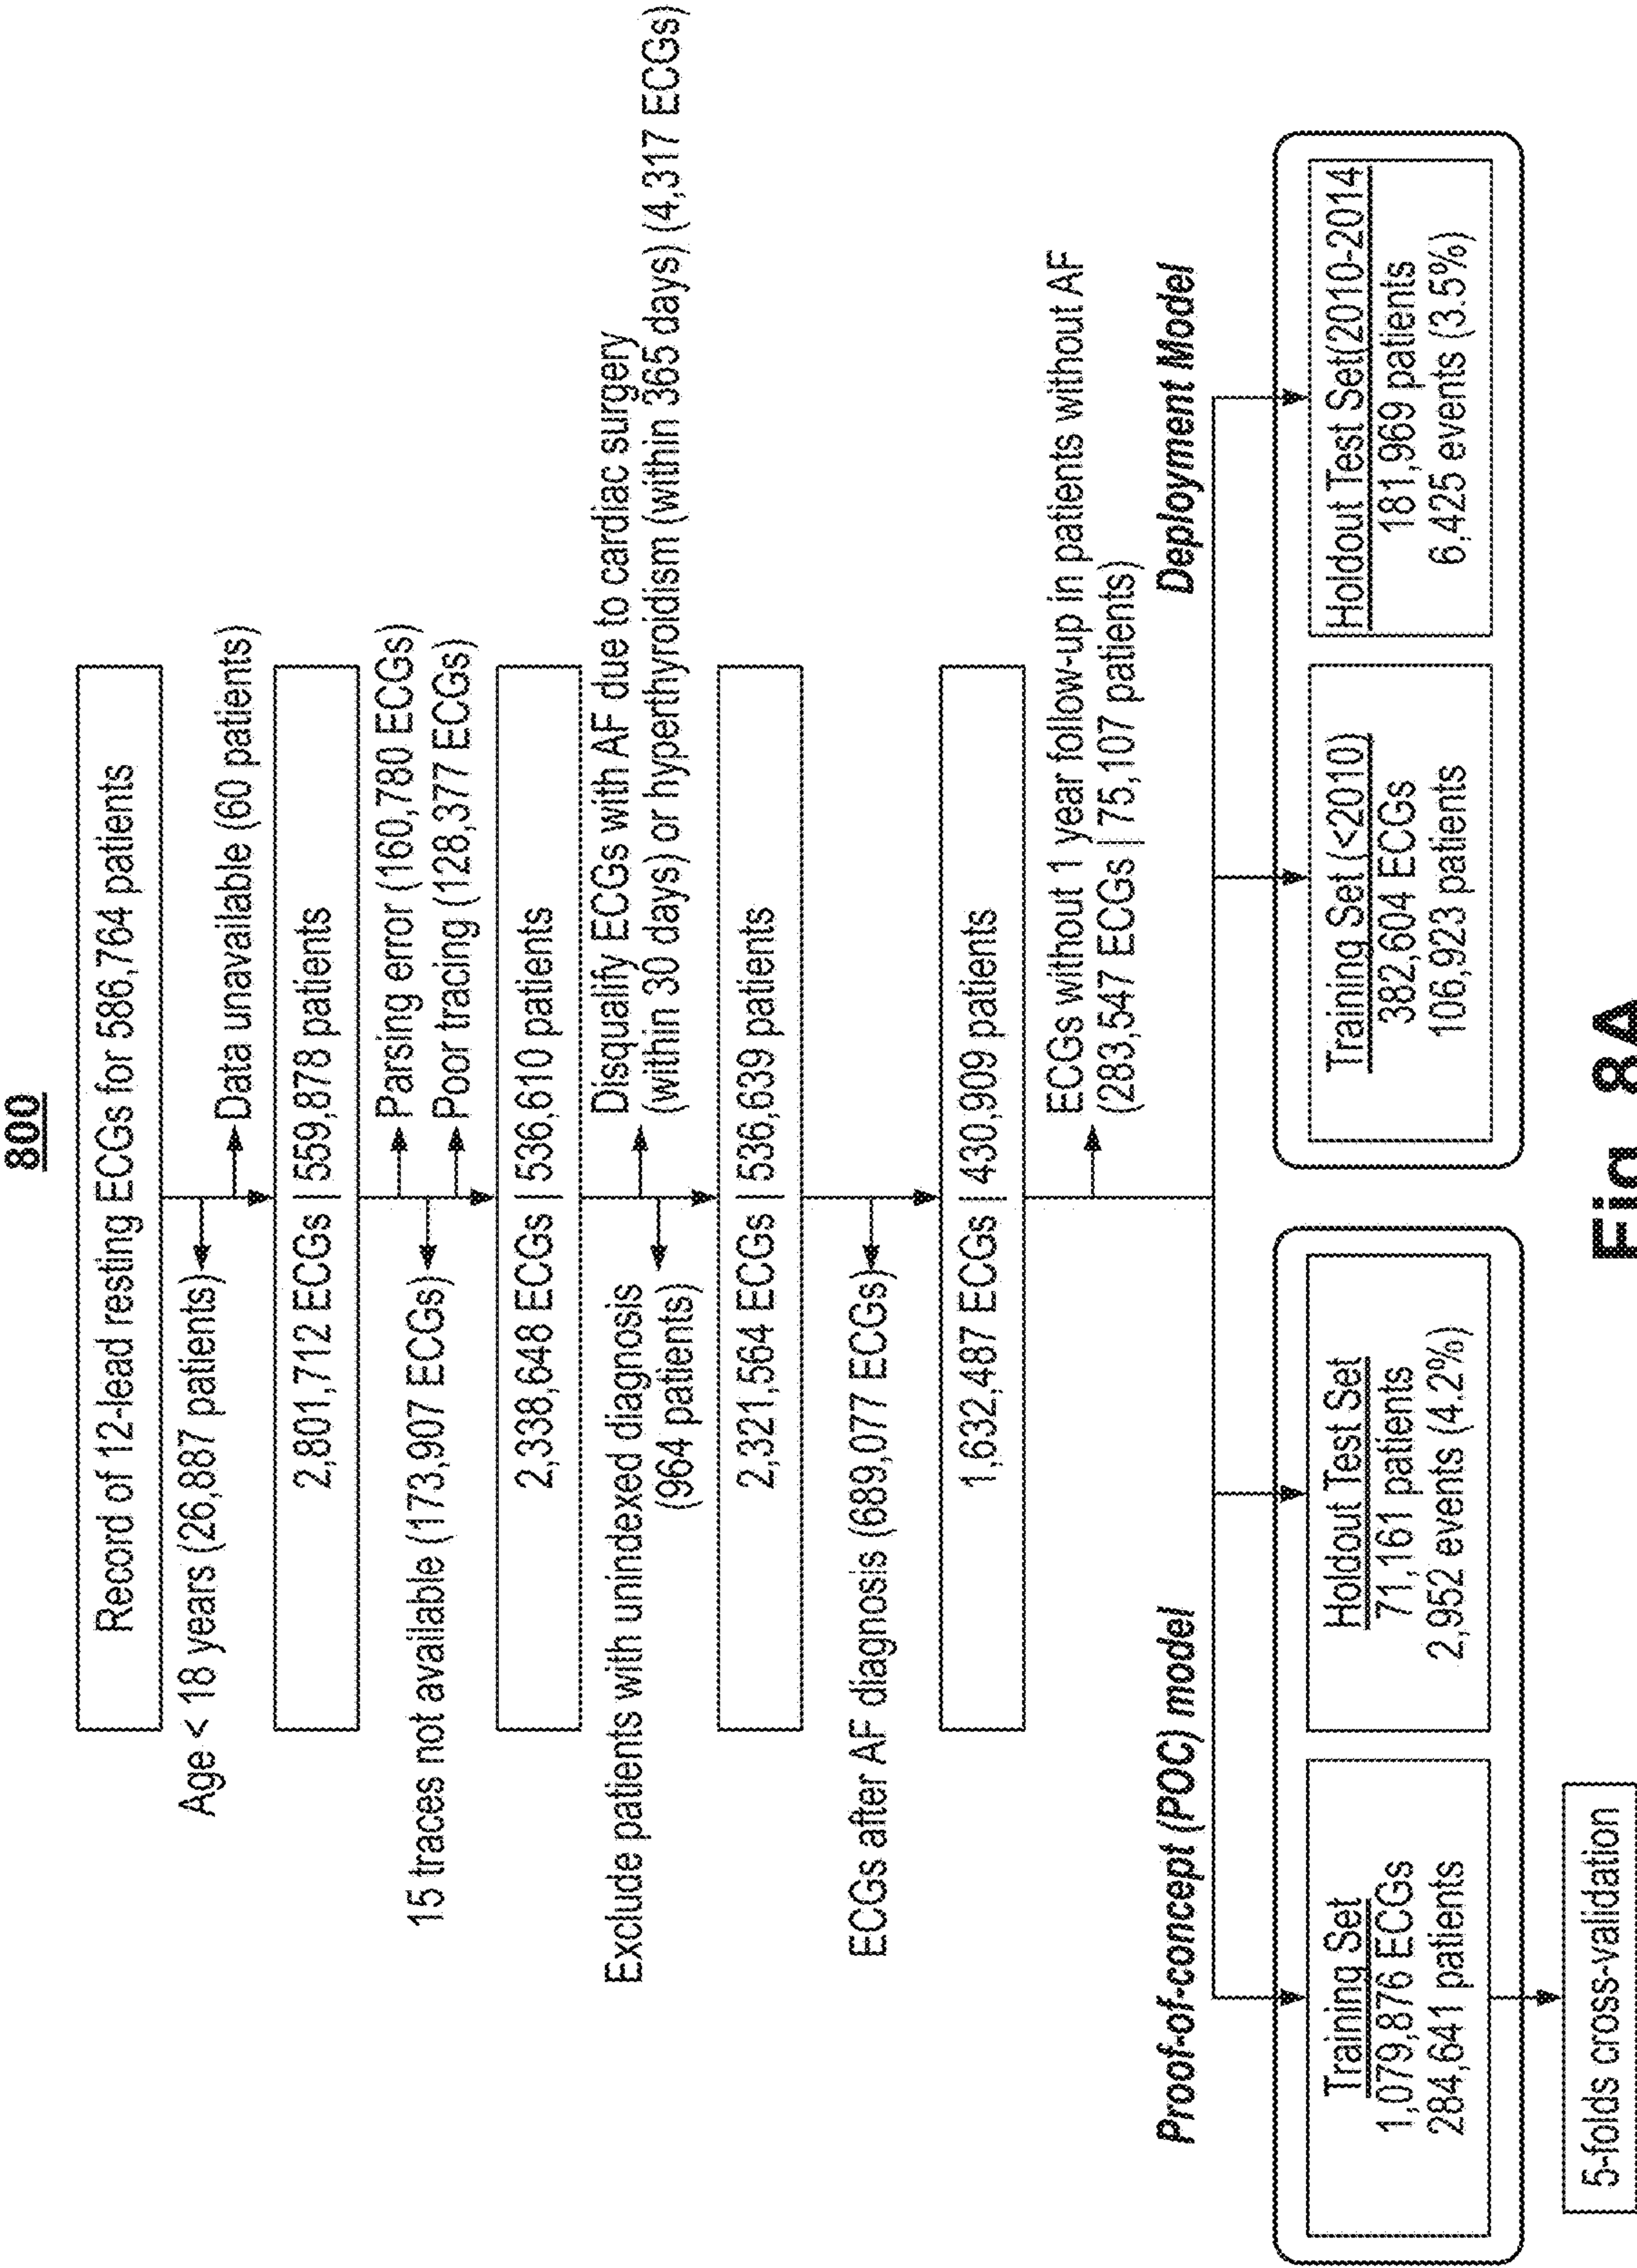 800
Record of 12-lead resting ECGs for 586,764 patients
Age < 18 years (26,887 patients)
Data unavailable (60 patients)
2,801,712 ECGs | 559,878 patients
Parsing error (160,780 ECGs)
15 traces not available (173,907 ECGs)
Poor tracing (128,377 ECGs)
2,338,648 ECGs | 536,610 patients
Disqualify ECGs with AF due to cardiac surgery
(within 30 days) or hyperthyroidism (within 365 days) (4,317 ECGs)
Exclude patients with unindexed diagnosis
(964 patients)
2,321,564 ECGs | 536,639 patients
ECGs after AF diagnosis (689,077 ECGs)
1,632,487 ECGs | 430,909 patients
ECGs without 1 year follow-up in patients without AF
(283,547 ECGs | 75,107 patients)
Proof-of-concept (POC) model
Training Set
1,079,876 ECGs
284,641 patients
Holdout Test Set
71,161 patients
2,952 events (4.2%)
5-folds cross-validation
Deployment Model
Training Set (<2010)
382,604 ECGs
106,923 patients
Holdout Test Set(2010-2014
181,969 patients
6,425 events (3.5%)
Fig. 8A